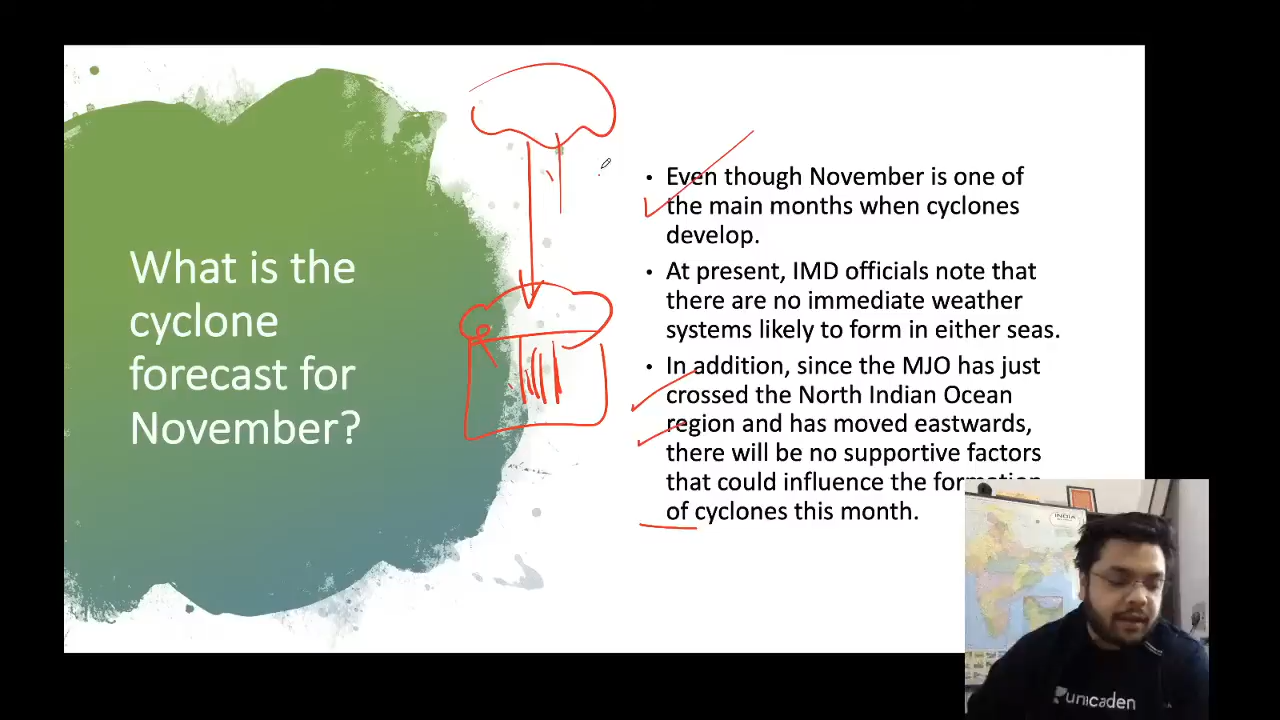 What is the
cyclone
forecast for
November?
• Even though November is one of
the main months when cyclones
develop.
• At present, IMD officials note that
there are no immediate weather
systems likely to form in either seas.
• In addition, since the MJO has just
crossed the North Indian Ocean
region and has moved eastwards,
there will be no supportive factors
that could influence the formation
of cyclones this month.
INDIA
unicaden